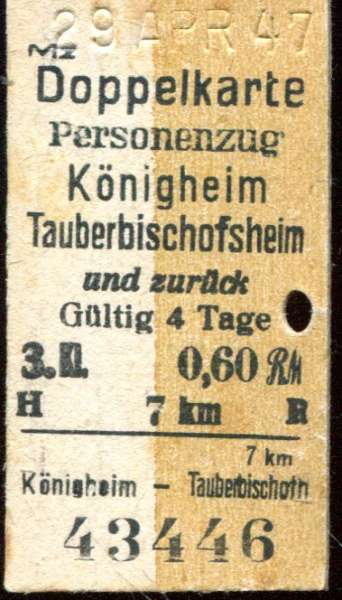 29 APR 47
Mz
Doppelkarte
Personenzug
Königheim
Tauberbischofsheim
und zurück
Gültig 4 Tage
3.Kl. 0,60 RM
H 7 km R
7 km
Königheim – Tauberbischofh
43446